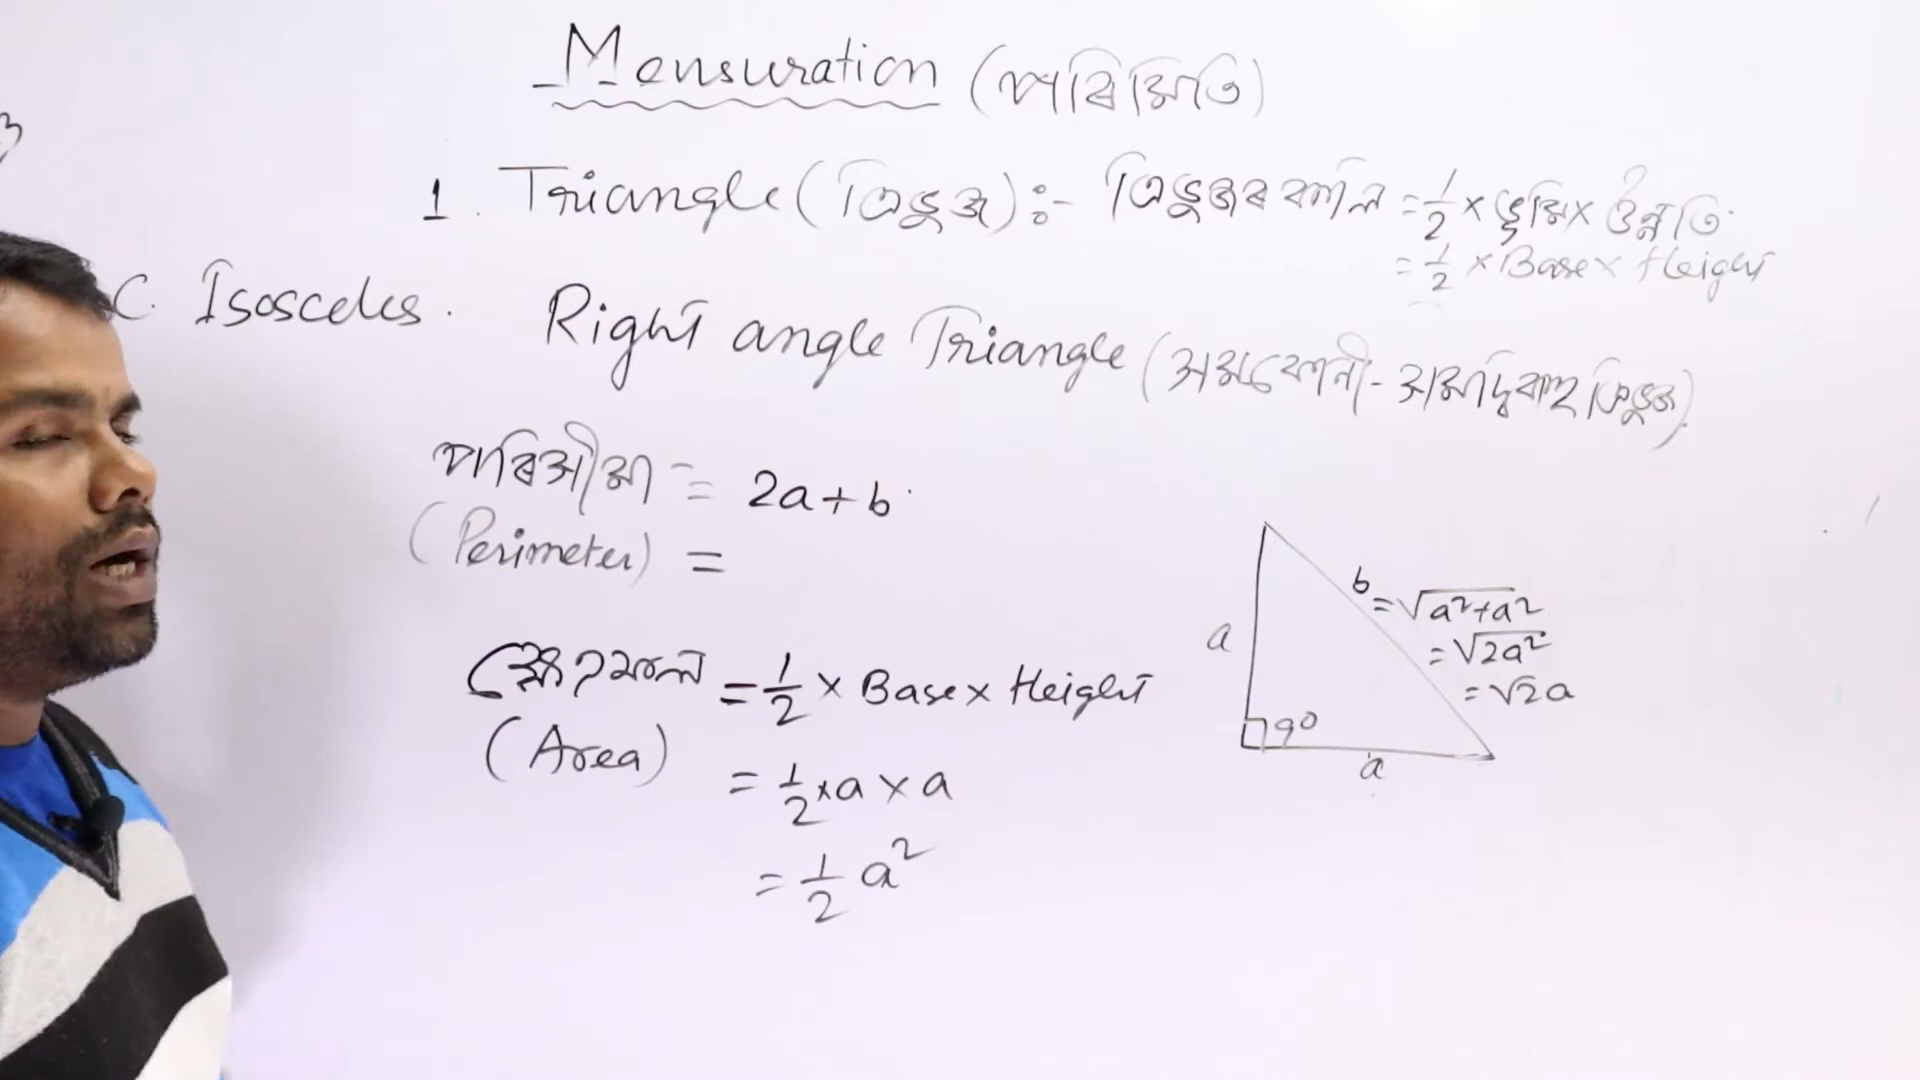 Mensuration (পৰিমিতি)
1. Triangle (ত্ৰিভুজ) :- ত্ৰিভুজৰ কালি = 1/2 × ভূমি × উন্নতি
= 1/2 × Base × Height
C. Isosceles. Right angle Triangle (সমকোণী-সমদ্বিবাহু ত্ৰিভুজ)
পৰিসীমা = 2a+b
(Perimeter) =
ক্ষেত্ৰফল = 1/2 × Base × Height
(Area)
= 1/2 × a × a
= 1/2 a²
b = √a²+a²
= √2a²
= √2a
a
90
a